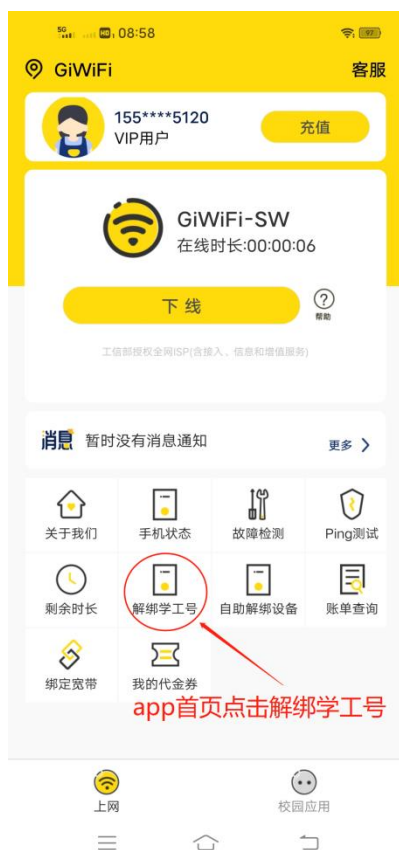 5G HD 08:58 97
GiWiFi 客服
155****5120
VIP用户
充值
GiWiFi-SW
在线时长:00:00:06
下线
?
帮助
工信部授权全网ISP(含接入、信息和增值服务)
消息 暂时没有消息通知 更多
关于我们 手机状态 故障检测 Ping测试
剩余时长 解绑学工号 自助解绑设备 账单查询
绑定宽带 我的代金券
app首页点击解绑学工号
上网 校园应用